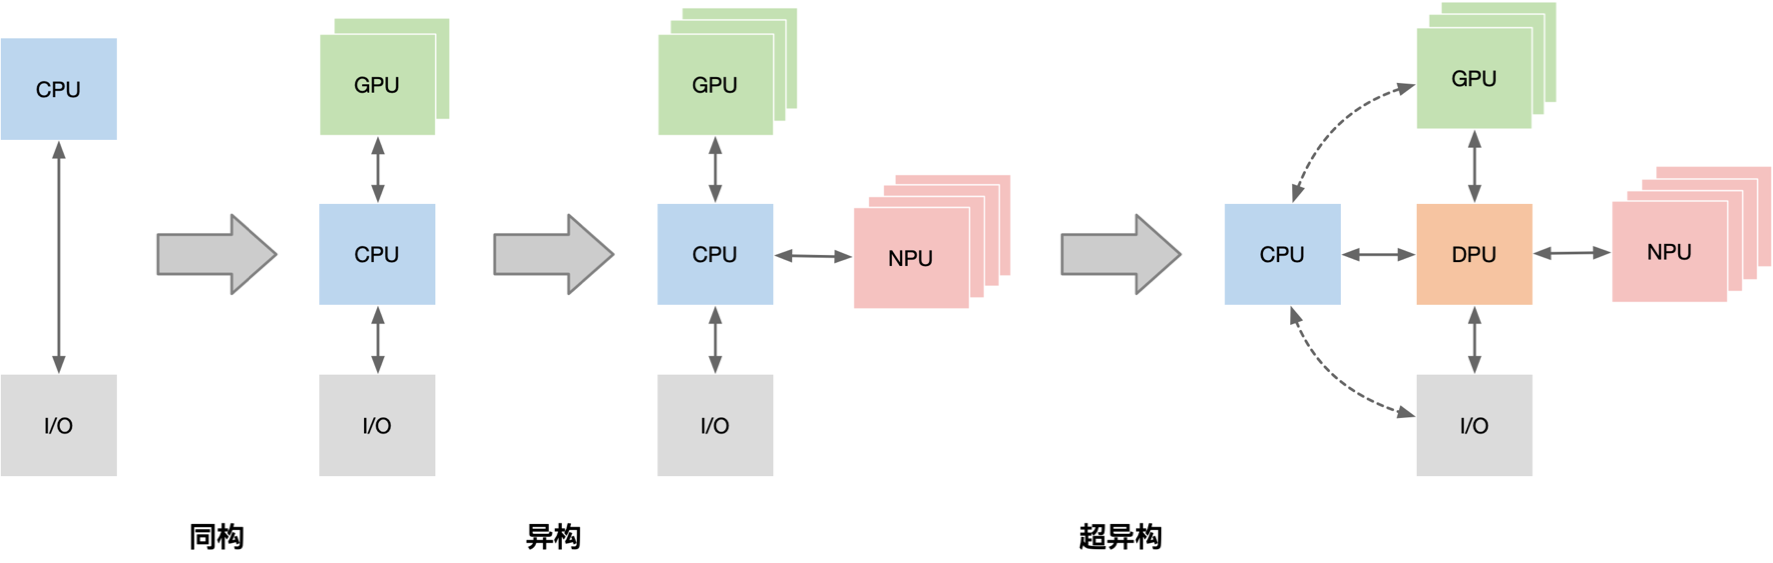 CPU
I/O
GPU
CPU
I/O
GPU
CPU
NPU
I/O
GPU
CPU
DPU
NPU
I/O
同构
异构
超异构